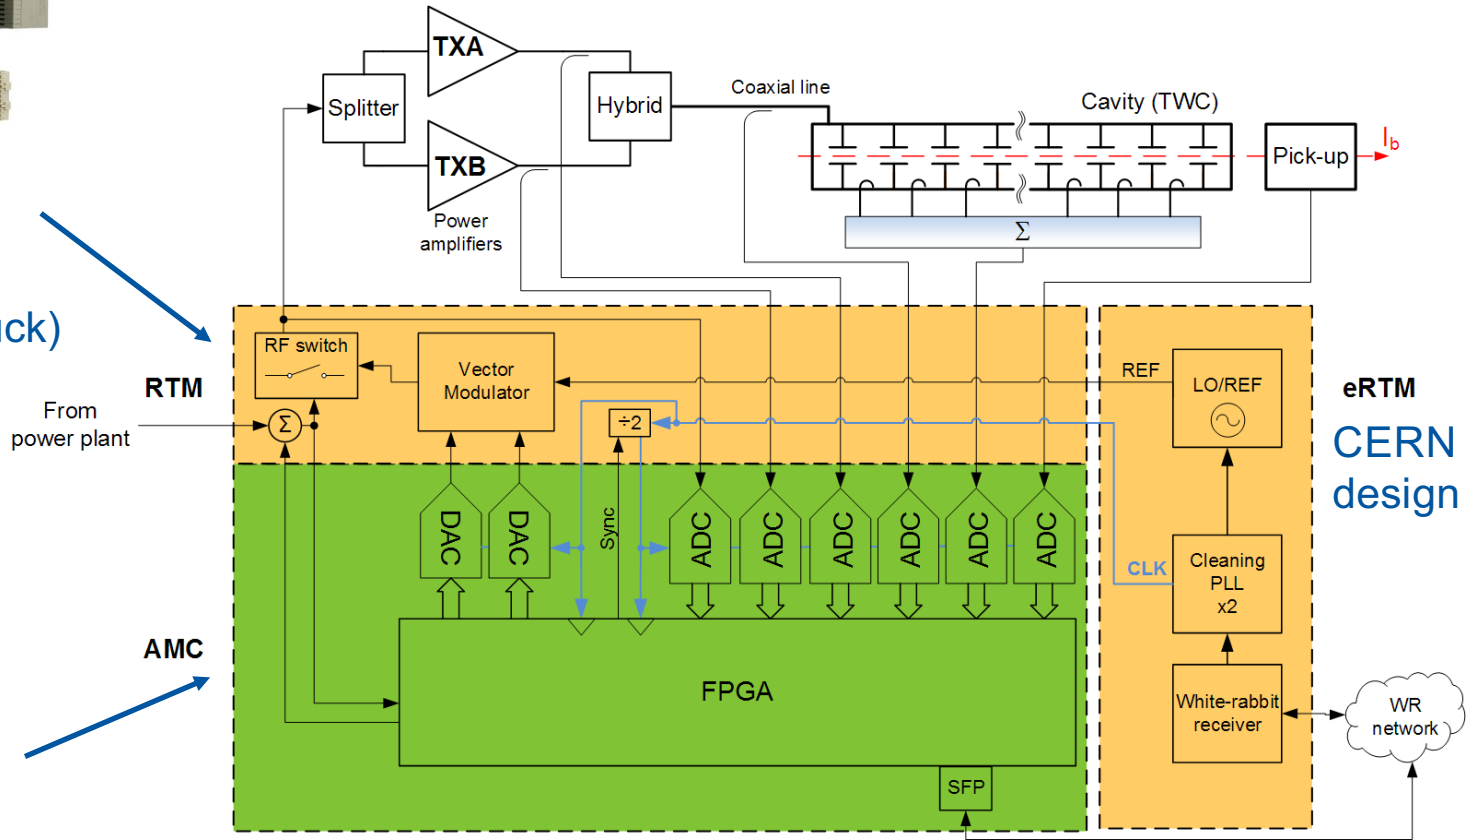 TXA
Splitter
Hybrid
TXB
Power
amplifiers
Coaxial line
Cavity (TWC)
Pick-up
I_b
Σ
RF switch
Vector
Modulator
RTM
From
power plant
Σ
÷2
REF
LO/REF
eRTM
CERN
design
DAC
DAC
Sync
ADC
ADC
ADC
ADC
ADC
ADC
CLK
Cleaning
PLL
x2
AMC
FPGA
White-rabbit
receiver
WR
network
SFP